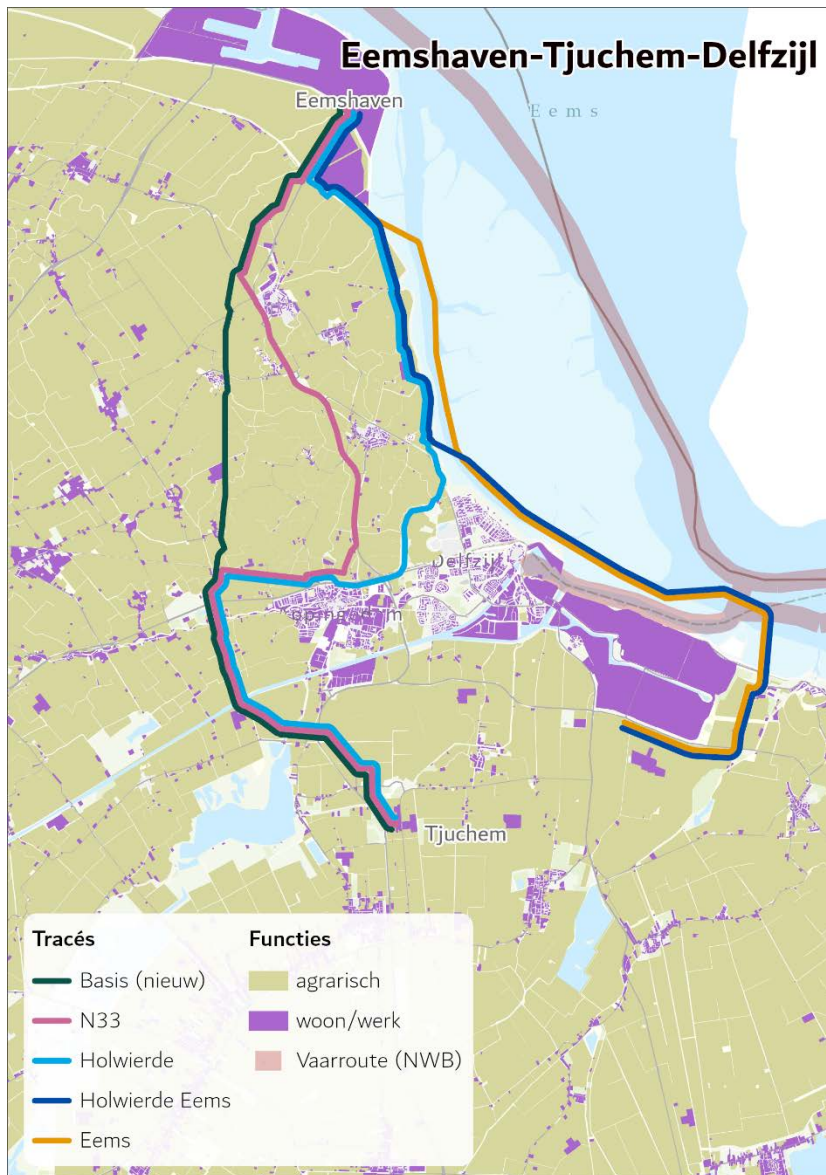 Eemshaven-Tjuchem-Delfzijl
Eemshaven
Eems
Delfzijl
Appingedam
Tjuchem
Tracés
Basis (nieuw)
N33
Holwierde
Holwierde Eems
Eems
Functies
agrarisch
woon/werk
Vaarroute (NWB)